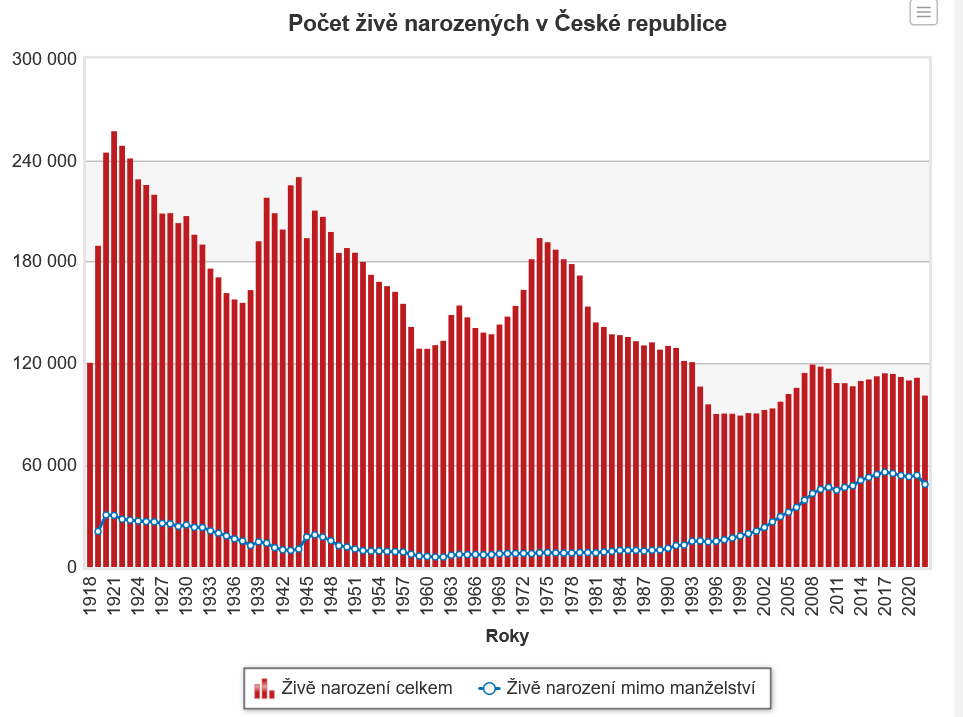 Počet živě narozených v České republice
300 000
240 000
180 000
120 000
60 000
0
1918 1921 1924 1927 1930 1933 1936 1939 1942 1945 1948 1951 1954 1957 1960 1963 1966 1969 1972 1975 1978 1981 1984 1987 1990 1993 1996 1999 2002 2005 2008 2011 2014 2017 2020
Roky
Živě narození celkem Živě narození mimo manželství